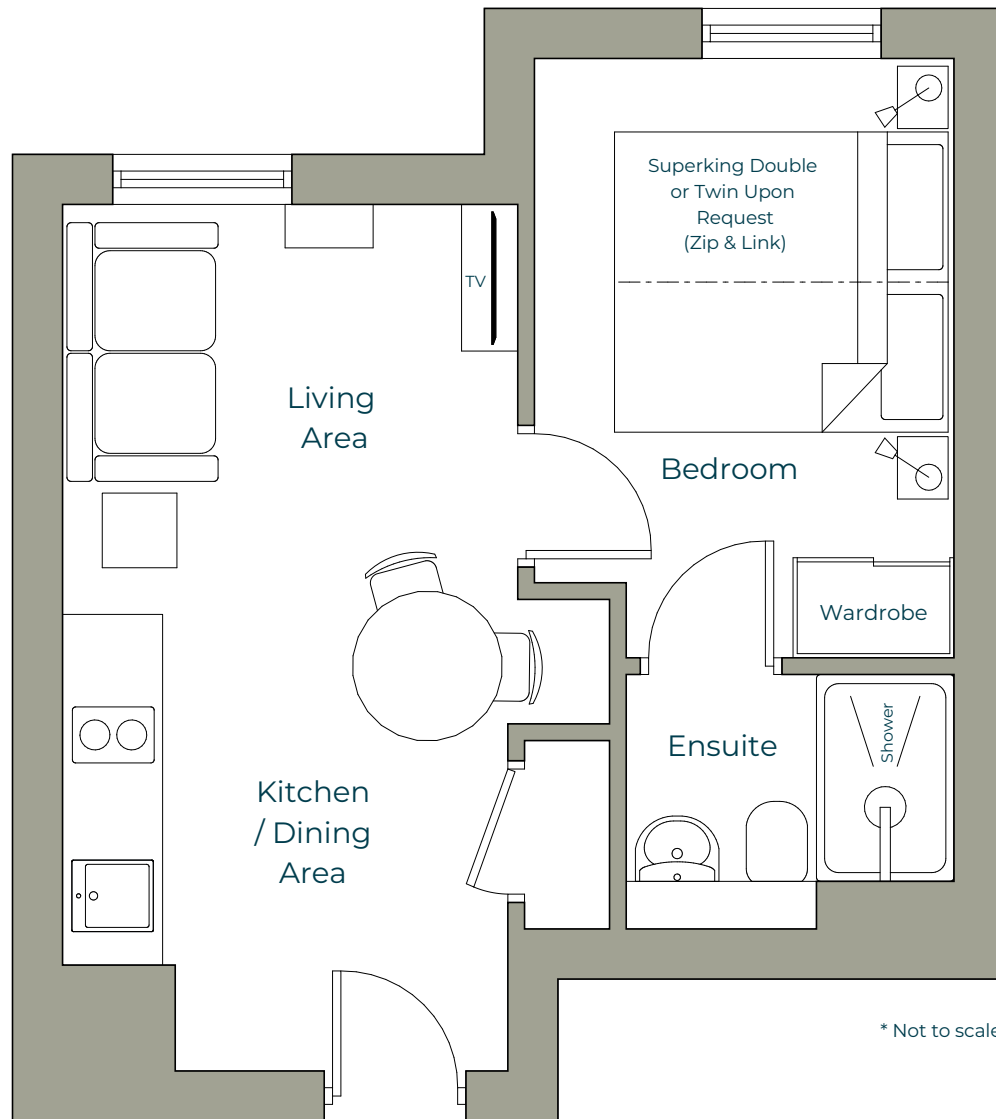 Superking Double
or Twin Upon
Request
(Zip & Link)
TV
Living
Area
Bedroom
Wardrobe
Shower
Ensuite
Kitchen
/ Dining
Area
* Not to scale